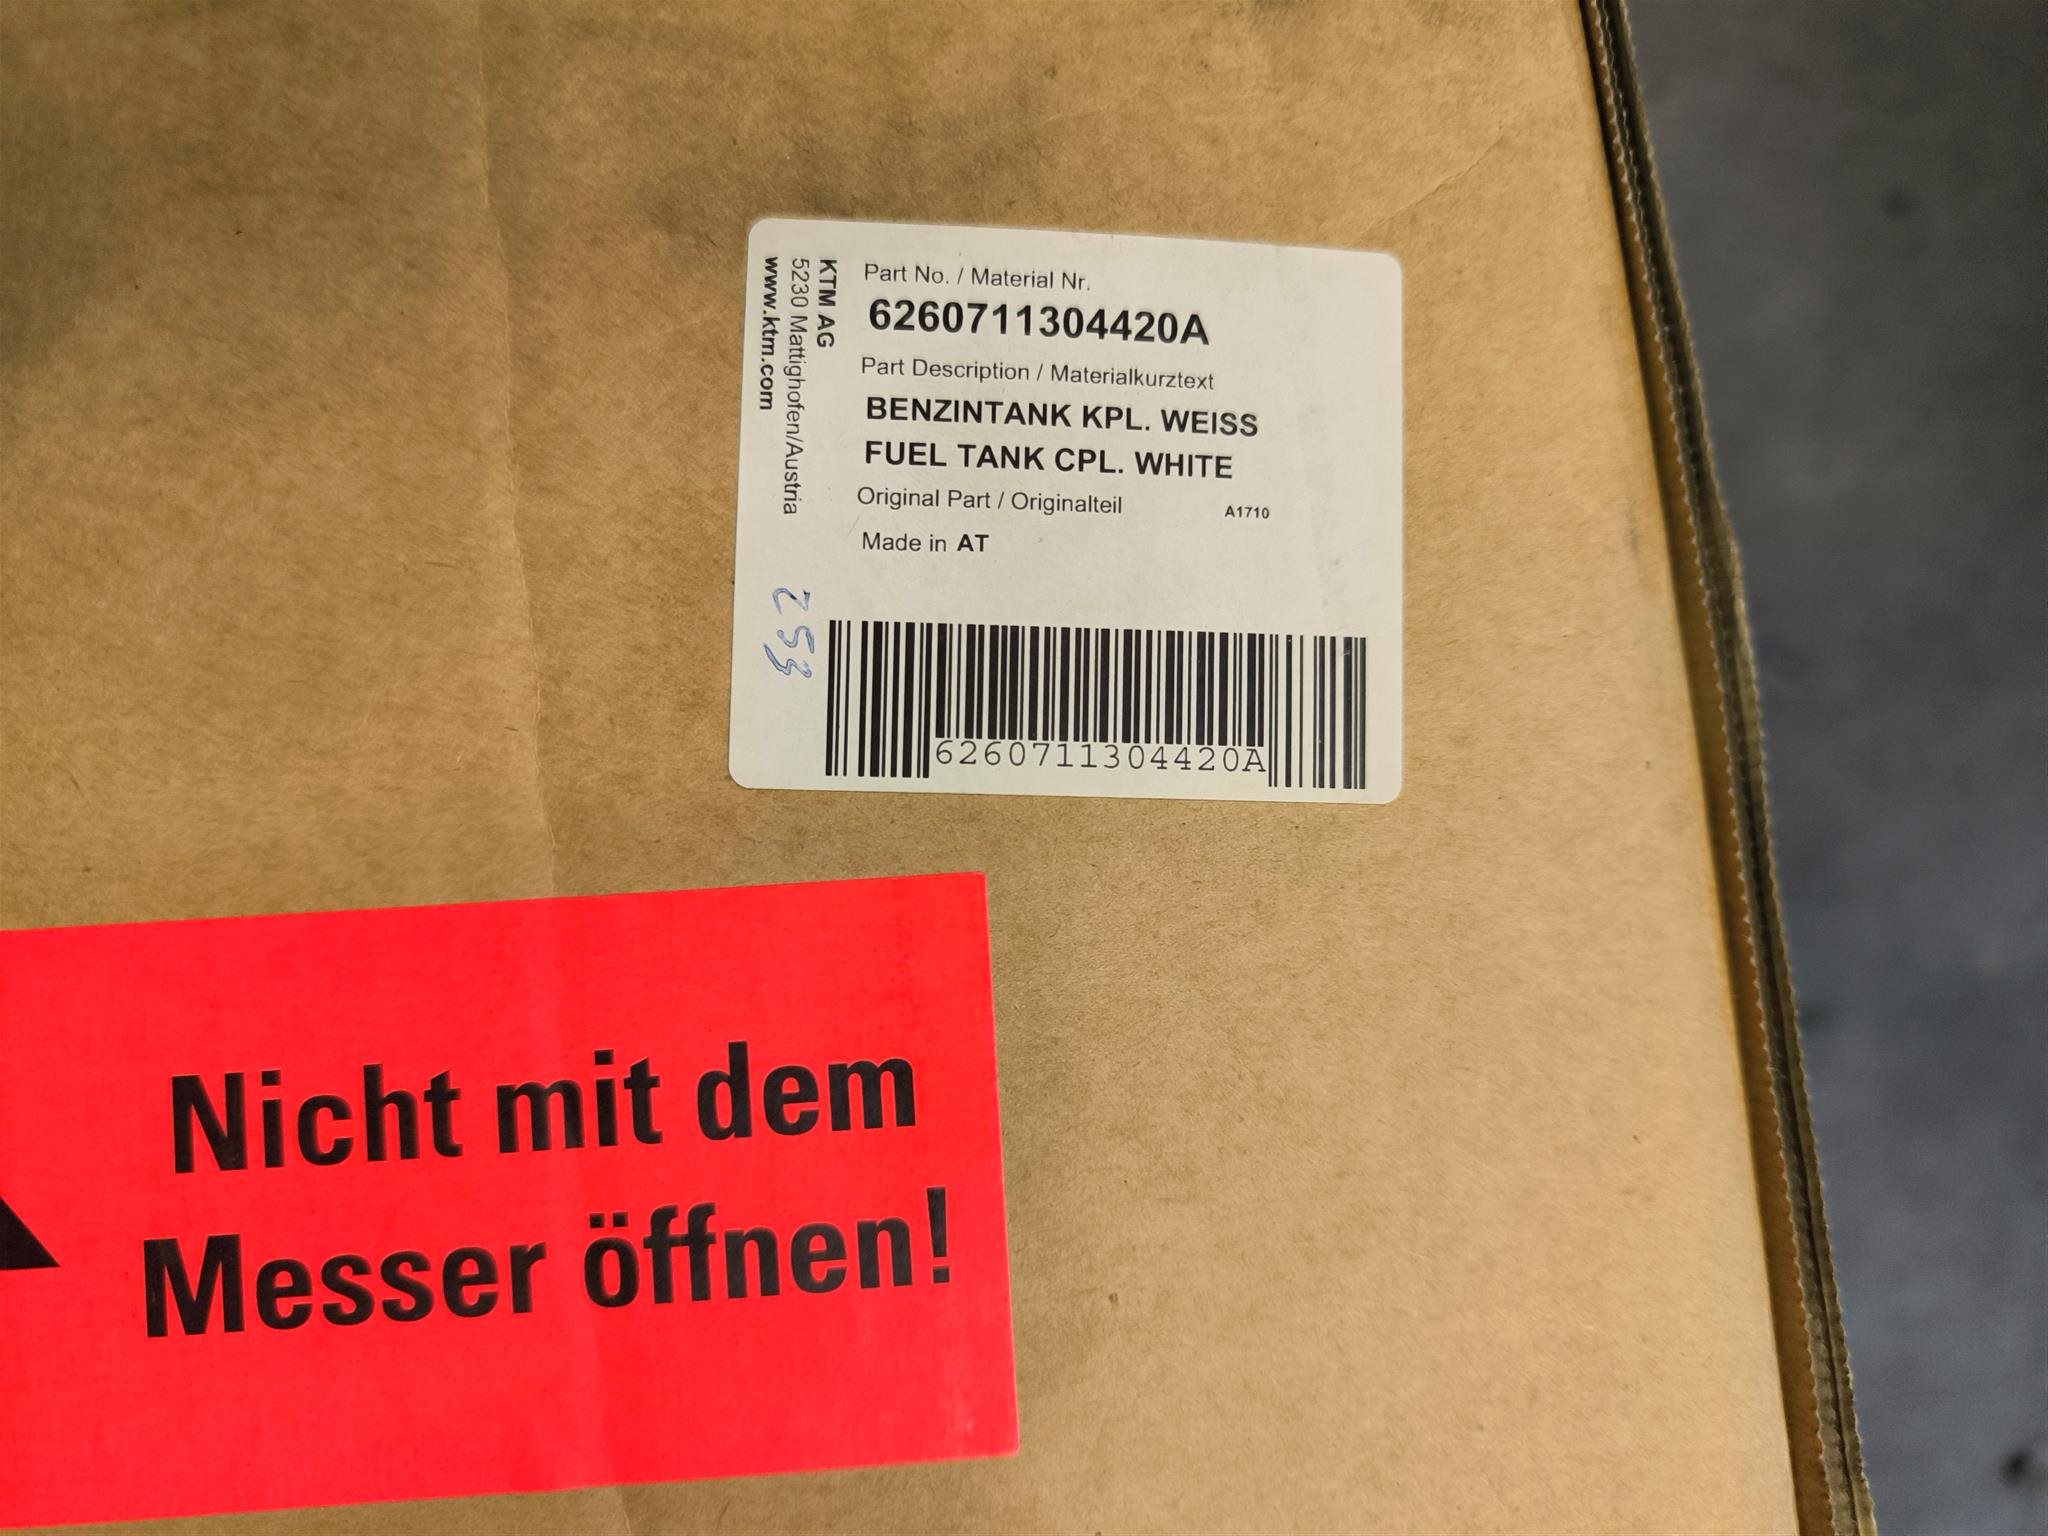 KTM AG
5230 Mattighofen/Austria
www.ktm.com
Part No. / Material Nr.
6260711304420A
Part Description / Materialkurztext
BENZINTANK KPL. WEISS
FUEL TANK CPL. WHITE
Original Part / Originalteil A1710
Made in AT
253
6260711304420A
Nicht mit dem
Messer öffnen!